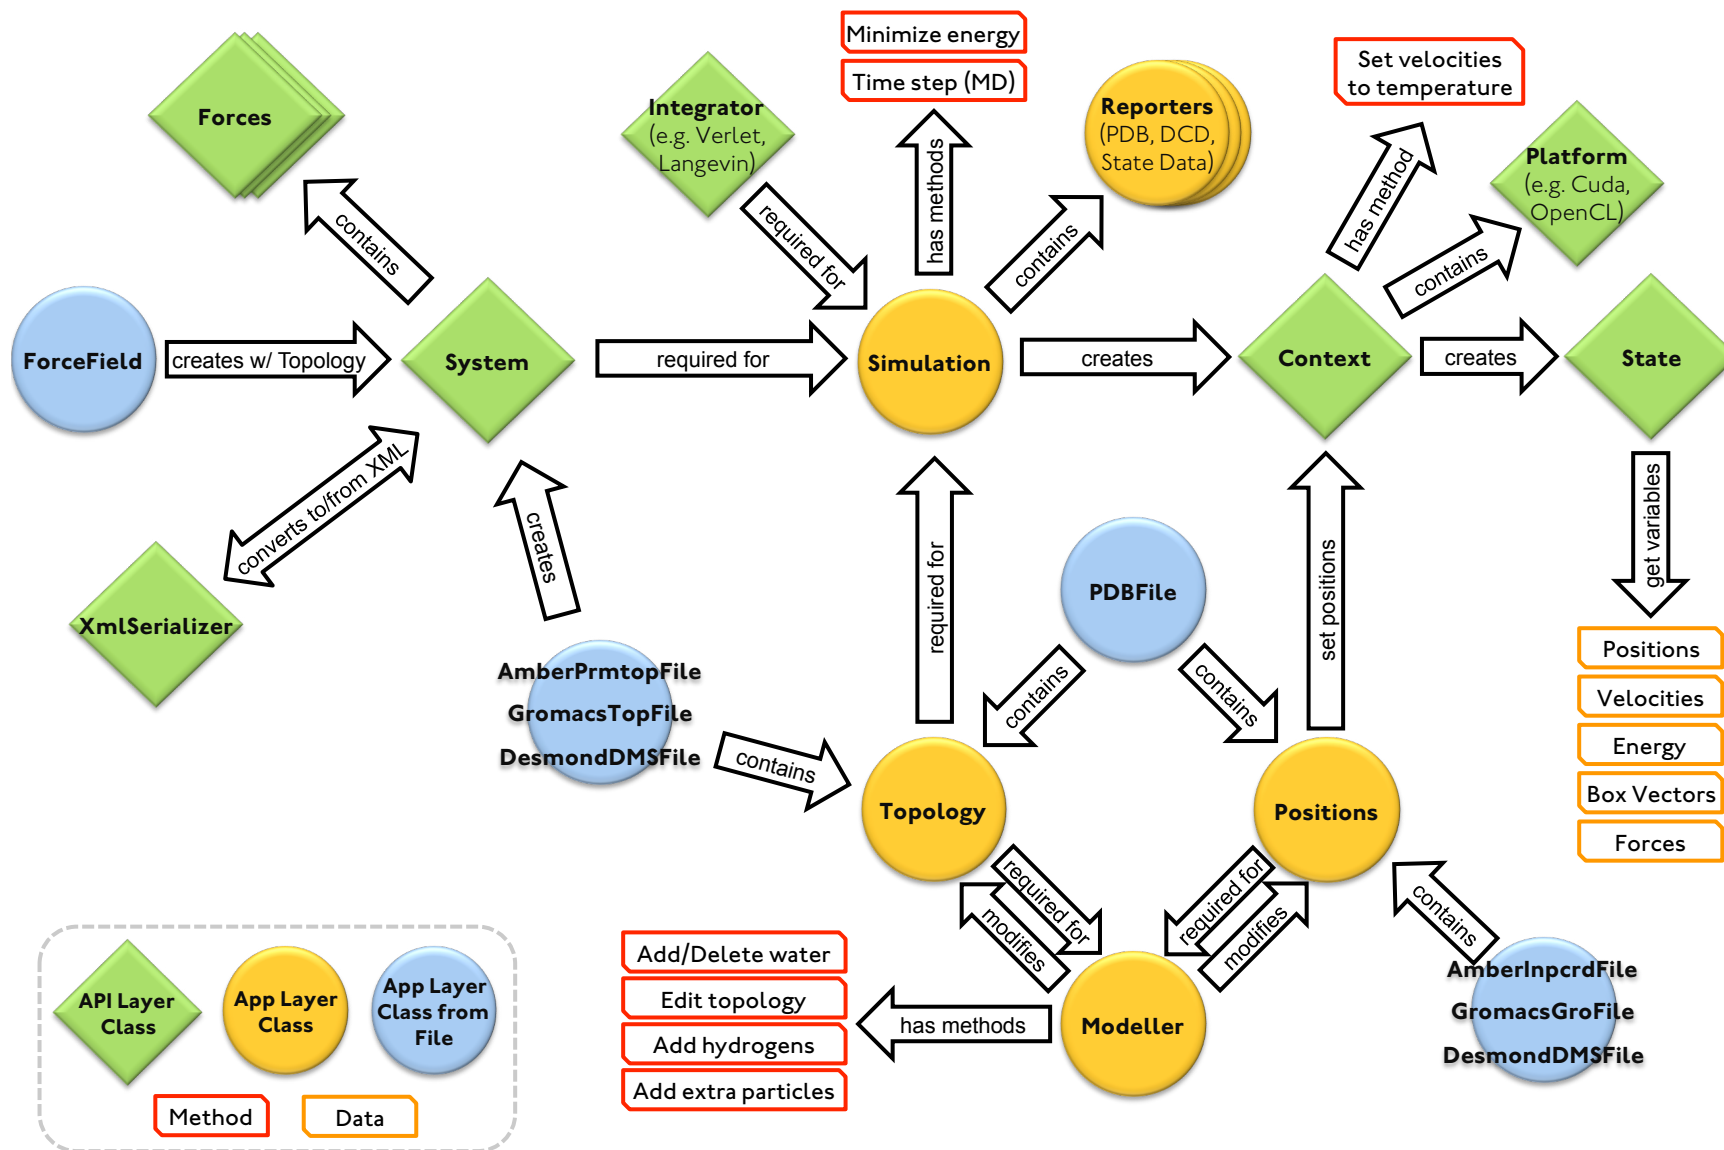 Minimize energy
Time step (MD)
Set velocities
to temperature
Forces
Integrator
(e.g. Verlet,
Langevin)
Reporters
(PDB, DCD,
State Data)
Platform
(e.g. Cuda,
OpenCL)
contains
required for
has methods
contains
has method
contains
ForceField
creates w/ Topology
System
required for
Simulation
creates
Context
creates
State
converts to/from XML
creates
required for
set positions
get variables
XmlSerializer
PDBFile
contains
contains
AmberPrmtopFile
GromacsTopFile
DesmondDMSFile
contains
Topology
Positions
Positions
Velocities
Energy
Box Vectors
Forces
required for
modifies
required for
modifies
contains
AmberInpcrdFile
GromacsGroFile
DesmondDMSFile
Modeller
has methods
Add/Delete water
Edit topology
Add hydrogens
Add extra particles
API Layer
Class
App Layer
Class
App Layer
Class from
File
Method
Data